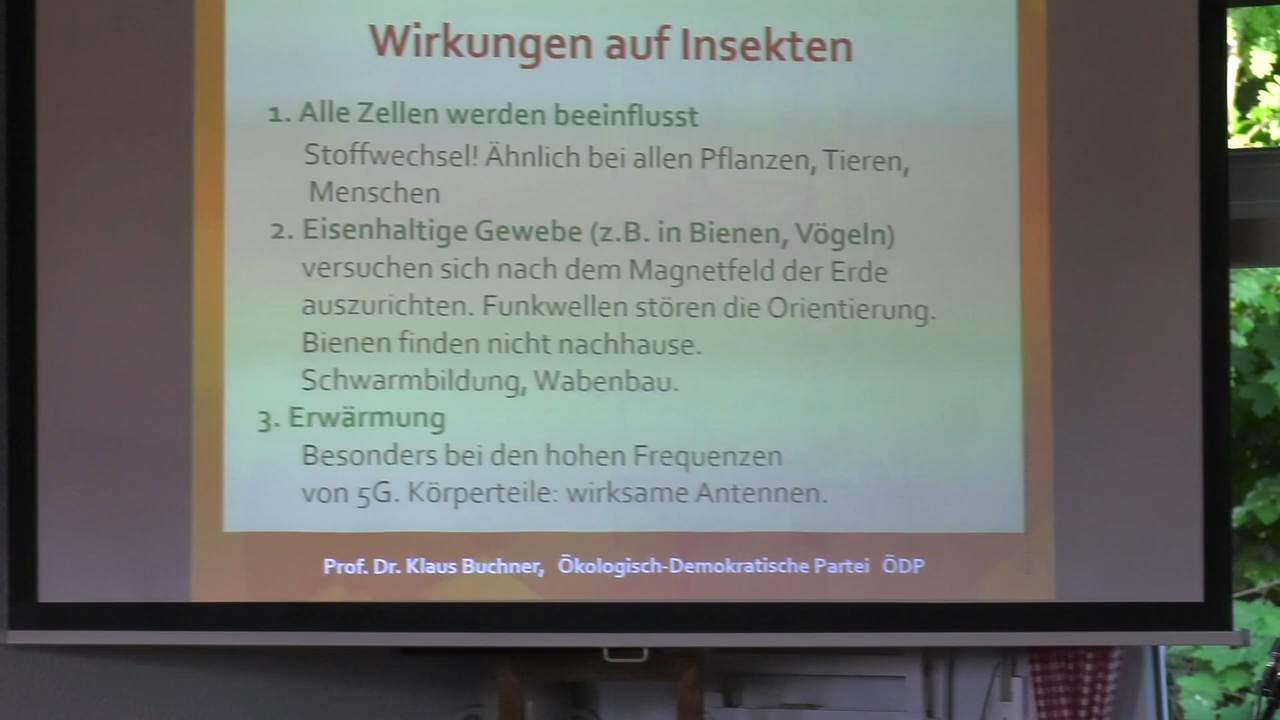 Wirkungen auf Insekten
1. Alle Zellen werden beeinflusst
Stoffwechsel! Ähnlich bei allen Pflanzen, Tieren,
Menschen
2. Eisenhaltige Gewebe (z.B. in Bienen, Vögeln)
versuchen sich nach dem Magnetfeld der Erde
auszurichten. Funkwellen stören die Orientierung.
Bienen finden nicht nachhause.
Schwarmbildung, Wabenbau.
3. Erwärmung
Besonders bei den hohen Frequenzen
von 5G. Körperteile: wirksame Antennen.
Prof. Dr. Klaus Buchner, Ökologisch-Demokratische Partei ÖDP